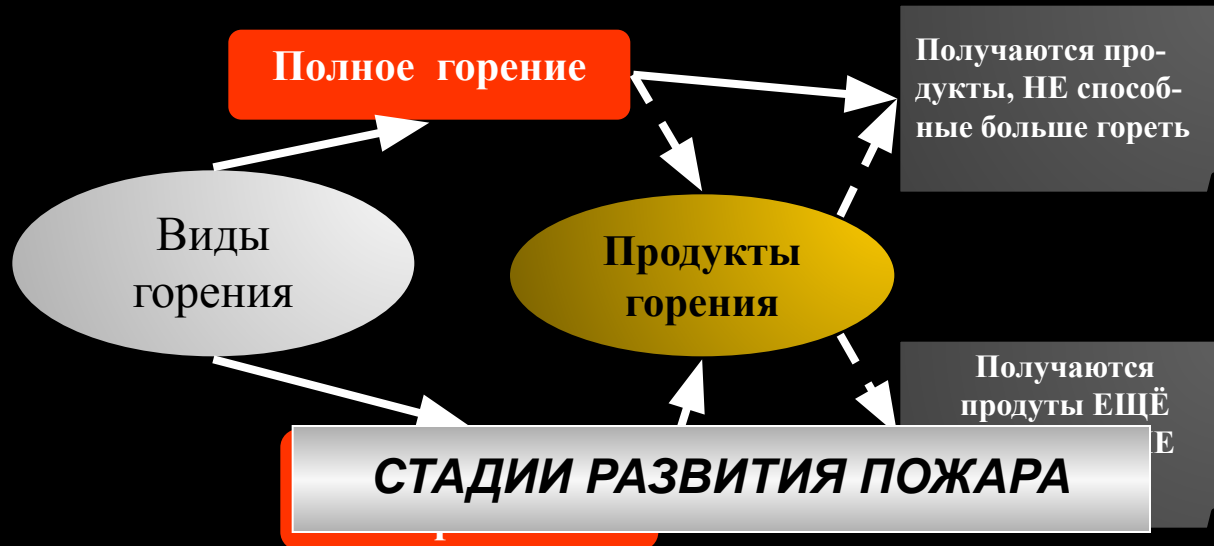 Полное горение
Получаются про-
дукты, НЕ способ-
ные больше гореть
Виды
горения
Продукты
горения
Получаются
продуты ЕЩЁ
СТАДИИ РАЗВИТИЯ ПОЖАРА